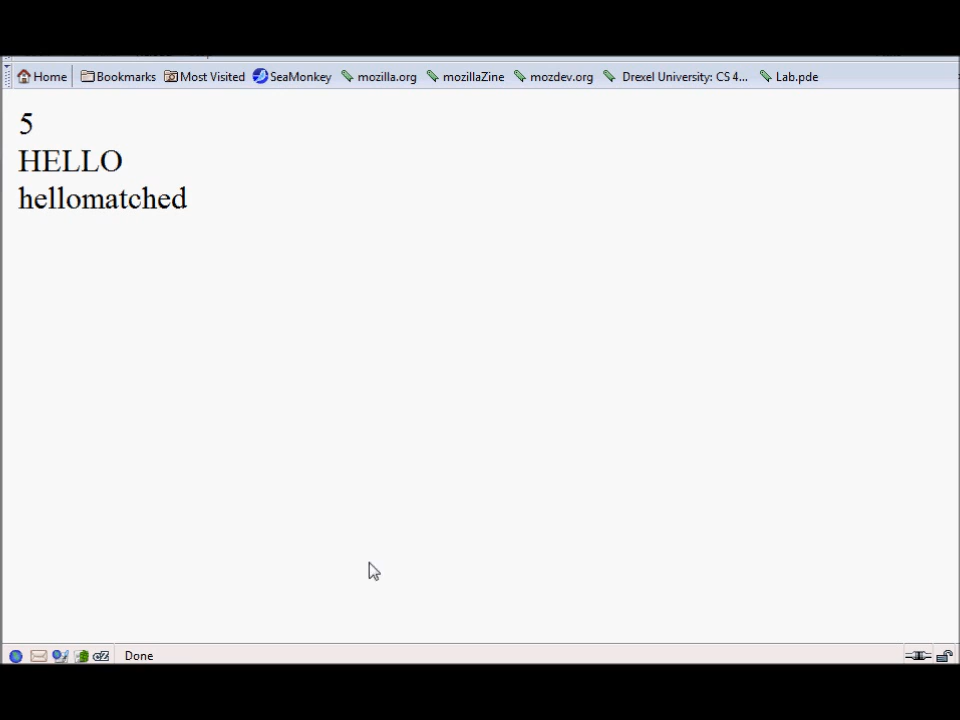 Home Bookmarks Most Visited SeaMonkey mozilla.org mozillaZine mozdev.org Drexel University: CS 4... Lab.pde
5
HELLO
hellomatched
Done